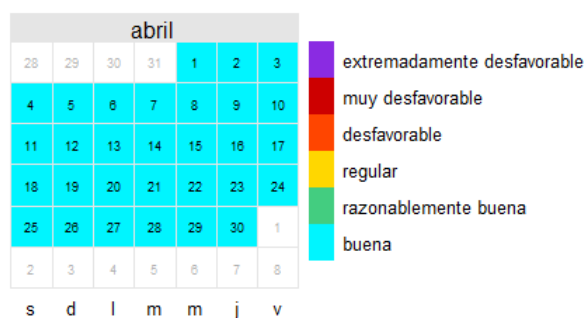 abril
28 29 30 31 1 2 3
4 5 6 7 8 9 10
11 12 13 14 15 16 17
18 19 20 21 22 23 24
25 26 27 28 29 30 1
2 3 4 5 6 7 8
s d l m m j v
extremadamente desfavorable
muy desfavorable
desfavorable
regular
razonablemente buena
buena